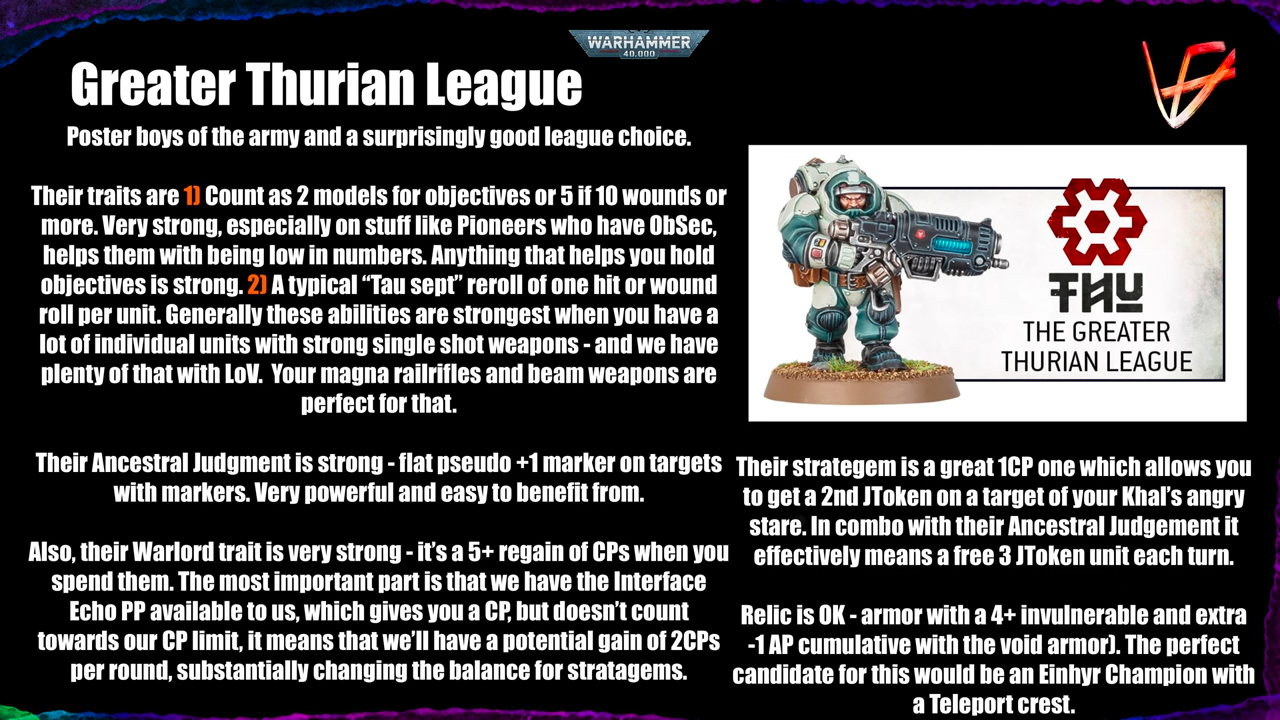 WARHAMMER
40,000
Greater Thurian League
Poster boys of the army and a surprisingly good league choice.
Their traits are 1) Count as 2 models for objectives or 5 if 10 wounds or
more. Very strong, especially on stuff like Pioneers who have ObSec,
helps them with being low in numbers. Anything that helps you hold
objectives is strong. 2) A typical “Tau sept” reroll of one hit or wound
roll per unit. Generally these abilities are strongest when you have a
lot of individual units with strong single shot weapons - and we have
plenty of that with LoV. Your magna railrifles and beam weapons are
perfect for that.
Their Ancestral Judgment is strong - flat pseudo +1 marker on targets
with markers. Very powerful and easy to benefit from.
Also, their Warlord trait is very strong - it’s a 5+ regain of CPs when you
spend them. The most important part is that we have the Interface
Echo PP available to us, which gives you a CP, but doesn’t count
towards our CP limit, it means that we’ll have a potential gain of 2CPs
per round, substantially changing the balance for stratagems.
THU
THE GREATER
THURIAN LEAGUE
Their strategem is a great 1CP one which allows you
to get a 2nd JToken on a target of your Khal’s angry
stare. In combo with their Ancestral Judgement it
effectively means a free 3 JToken unit each turn.
Relic is OK - armor with a 4+ invulnerable and extra
-1 AP cumulative with the void armor). The perfect
candidate for this would be an Einhyr Champion with
a Teleport crest.